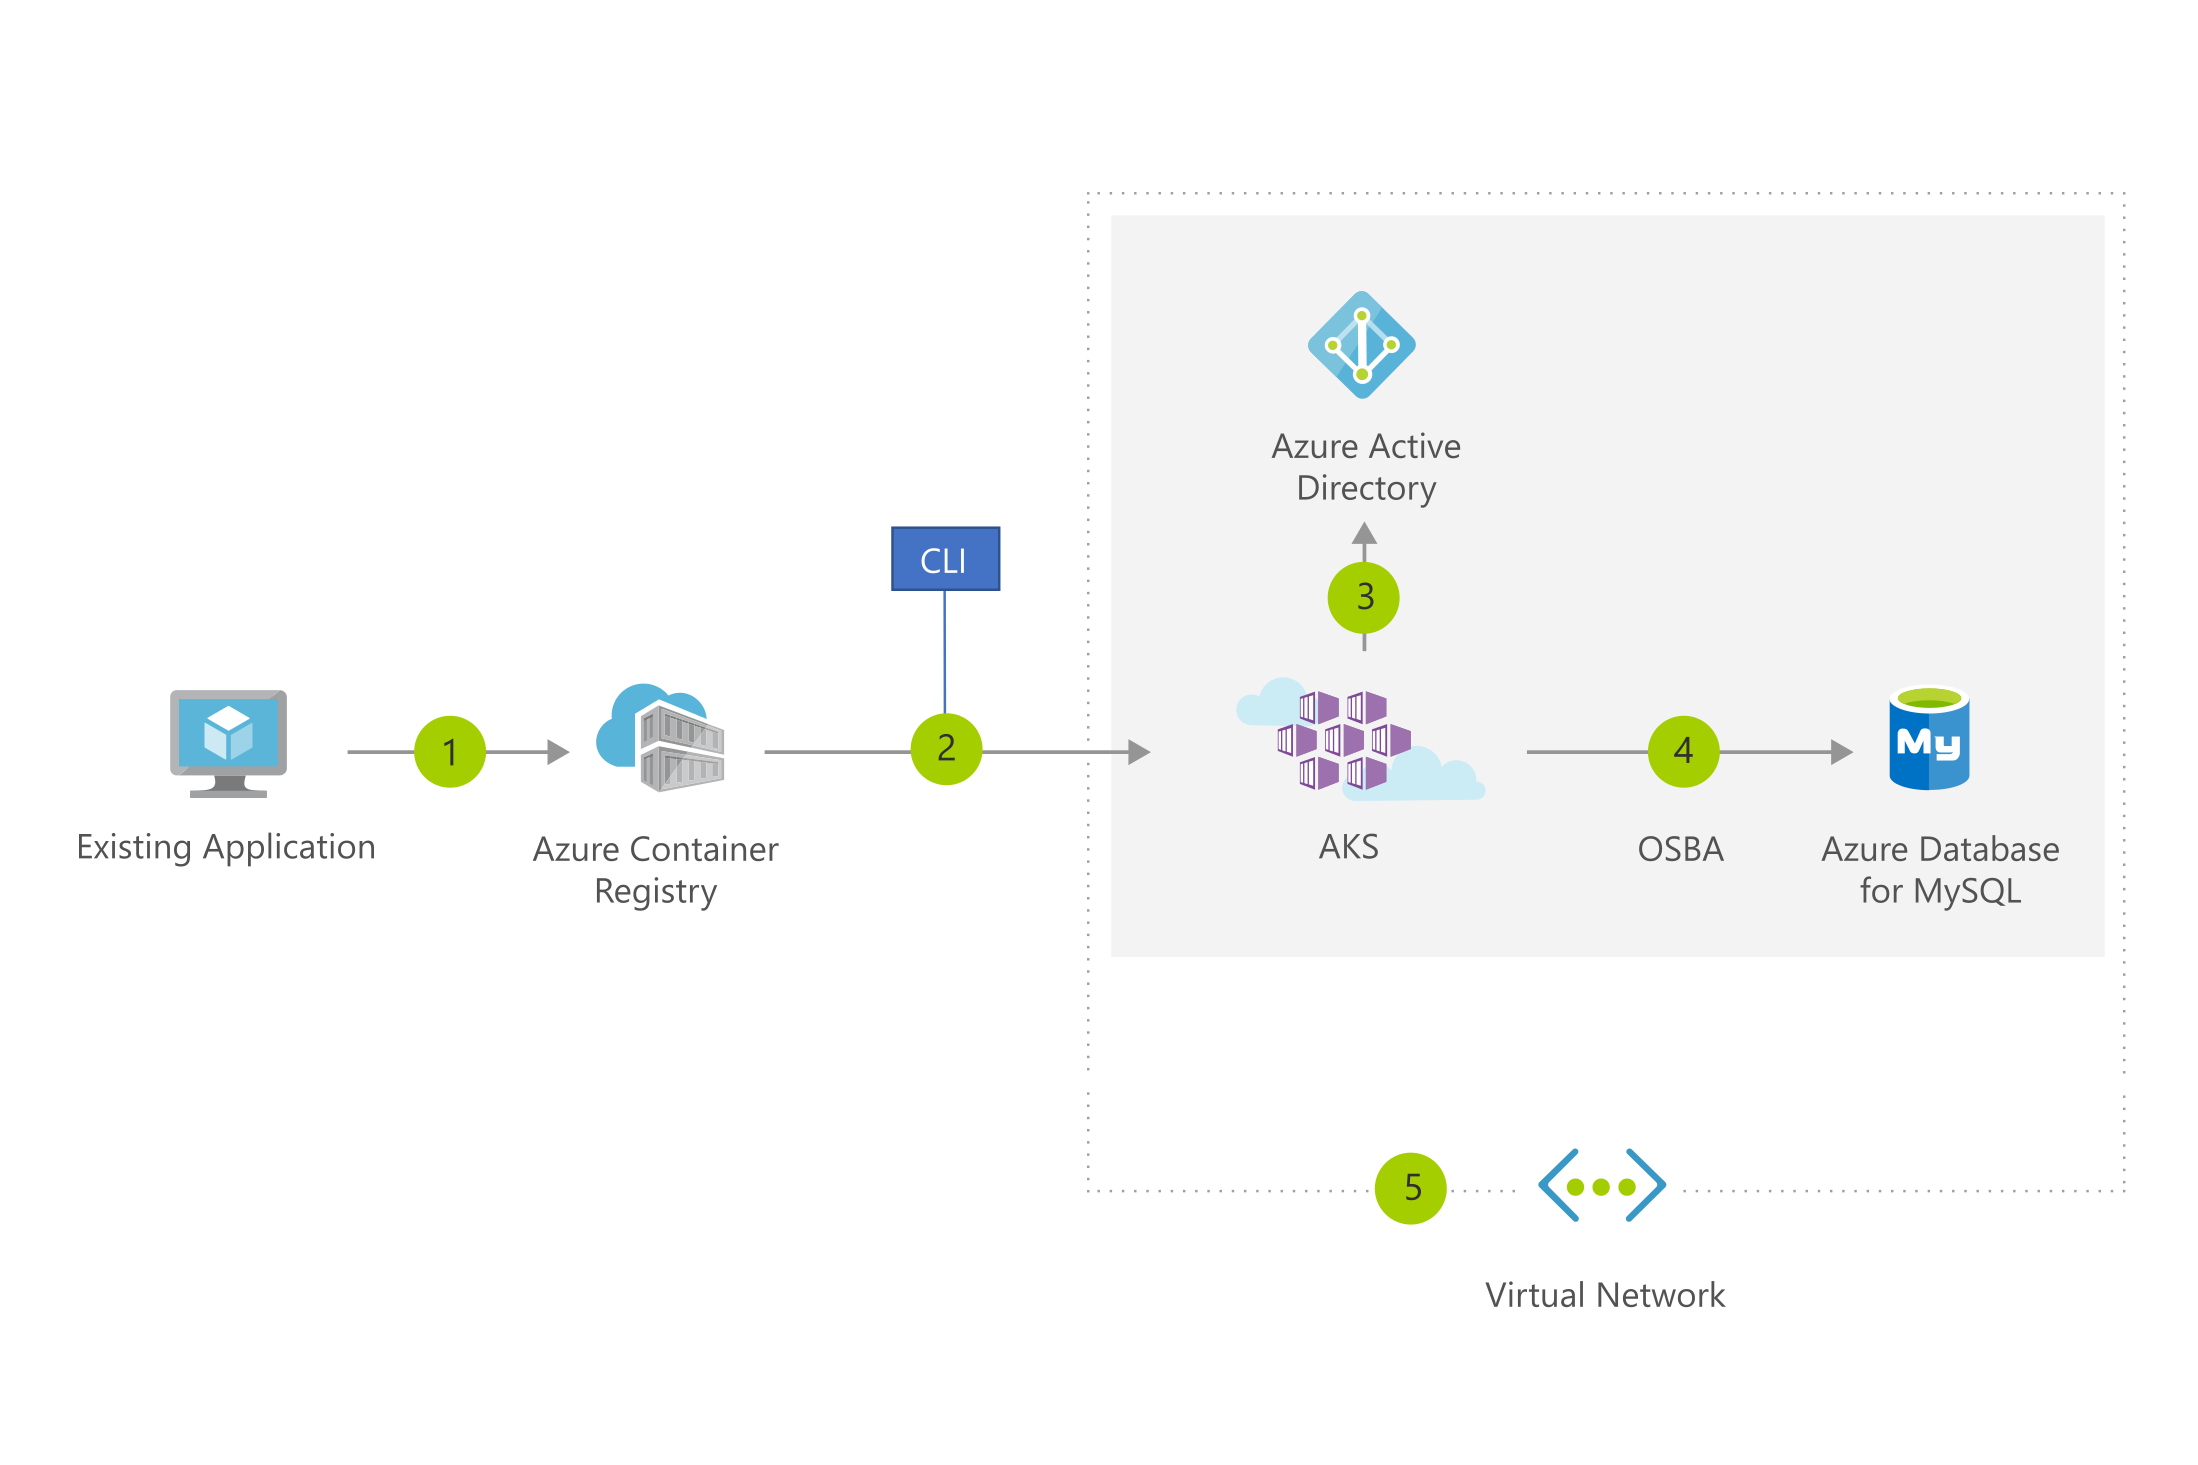 Azure Active
Directory
CLI
3
1
2
4
My
Existing Application
Azure Container
Registry
AKS
OSBA
Azure Database
for MySQL
5
Virtual Network